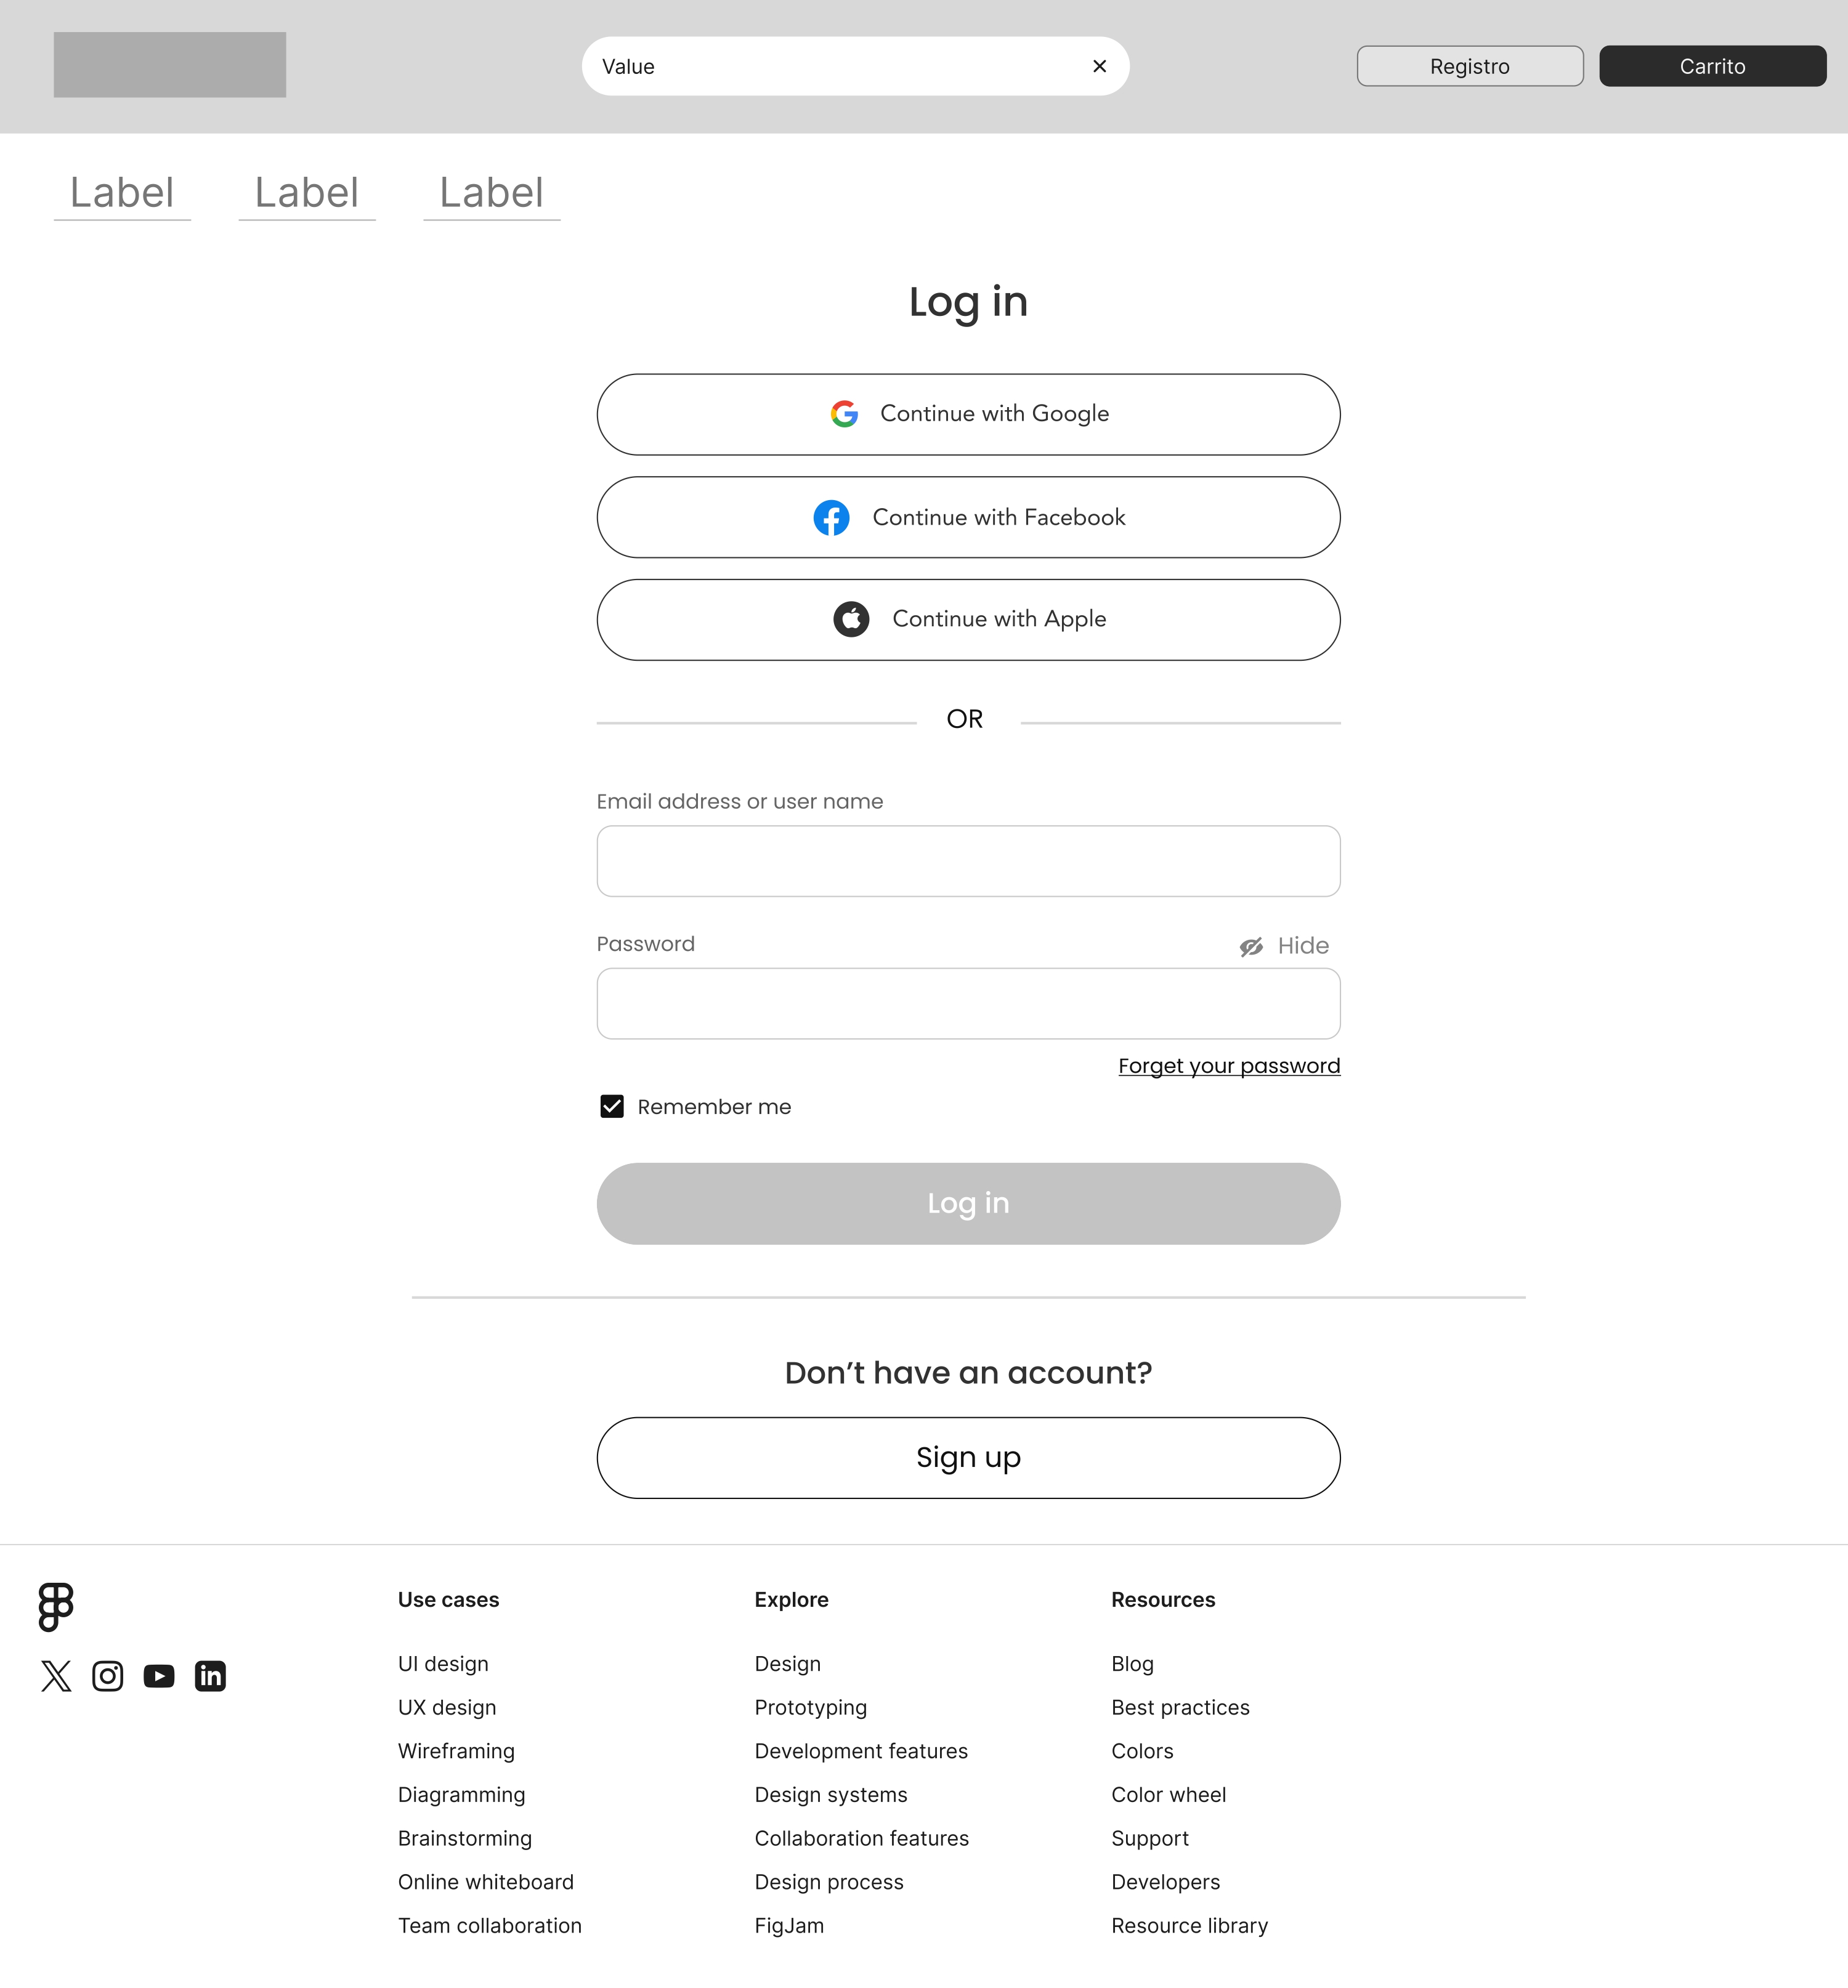 Value
Registro
Carrito
Label
Label
Label
Log in
Continue with Google
Continue with Facebook
Continue with Apple
OR
Email address or user name
Password
Hide
Forget your password
Remember me
Log in
Don’t have an account?
Sign up
Use cases
UI design
UX design
Wireframing
Diagramming
Brainstorming
Online whiteboard
Team collaboration
Explore
Design
Prototyping
Development features
Design systems
Collaboration features
Design process
FigJam
Resources
Blog
Best practices
Colors
Color wheel
Support
Developers
Resource library